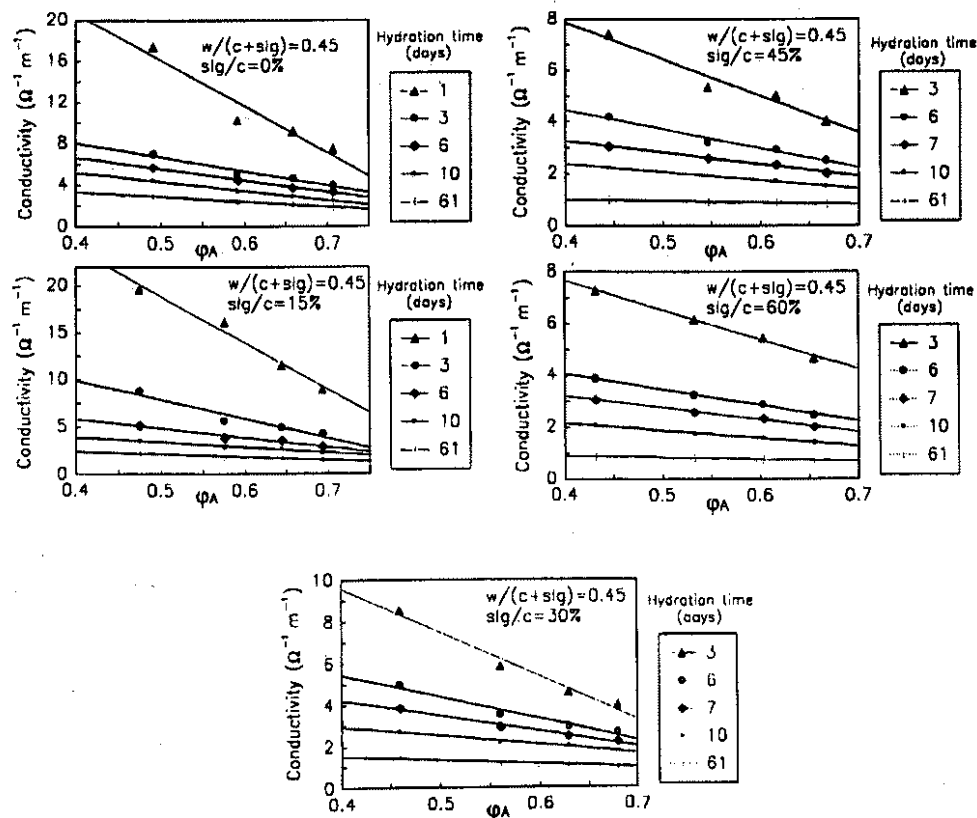 20
16
12
8
4
0
Conductivity (Ω⁻¹ m⁻¹)
w/(c+slg)=0.45
slg/c=0%
0.4 0.5 0.6 0.7
φA
Hydration time
(days)
1
3
6
10
61
8
6
4
2
0
Conductivity (Ω⁻¹ m⁻¹)
w/(c+slg)=0.45
slg/c=45%
0.4 0.5 0.6 0.7
φA
Hydration time
(days)
3
6
7
10
61
20
15
10
5
0
Conductivity (Ω⁻¹ m⁻¹)
w/(c+slg)=0.45
slg/c=15%
0.4 0.5 0.6 0.7
φA
Hydration time
(days)
1
3
6
10
61
8
6
4
2
0
Conductivity (Ω⁻¹ m⁻¹)
w/(c+slg)=0.45
slg/c=60%
0.4 0.5 0.6 0.7
φA
Hydration time
(days)
3
6
7
10
61
10
8
6
4
2
0
Conductivity (Ω⁻¹ m⁻¹)
w/(c+slg)=0.45
slg/c=30%
0.4 0.5 0.6 0.7
φA
Hydration time
(days)
3
6
7
10
61